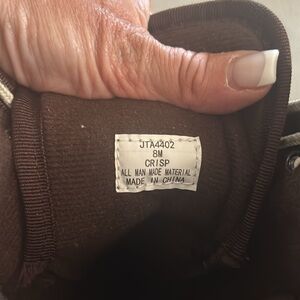 JTA4402
8M
CRISP
ALL MAN MADE MATERIAL
MADE IN CHINA